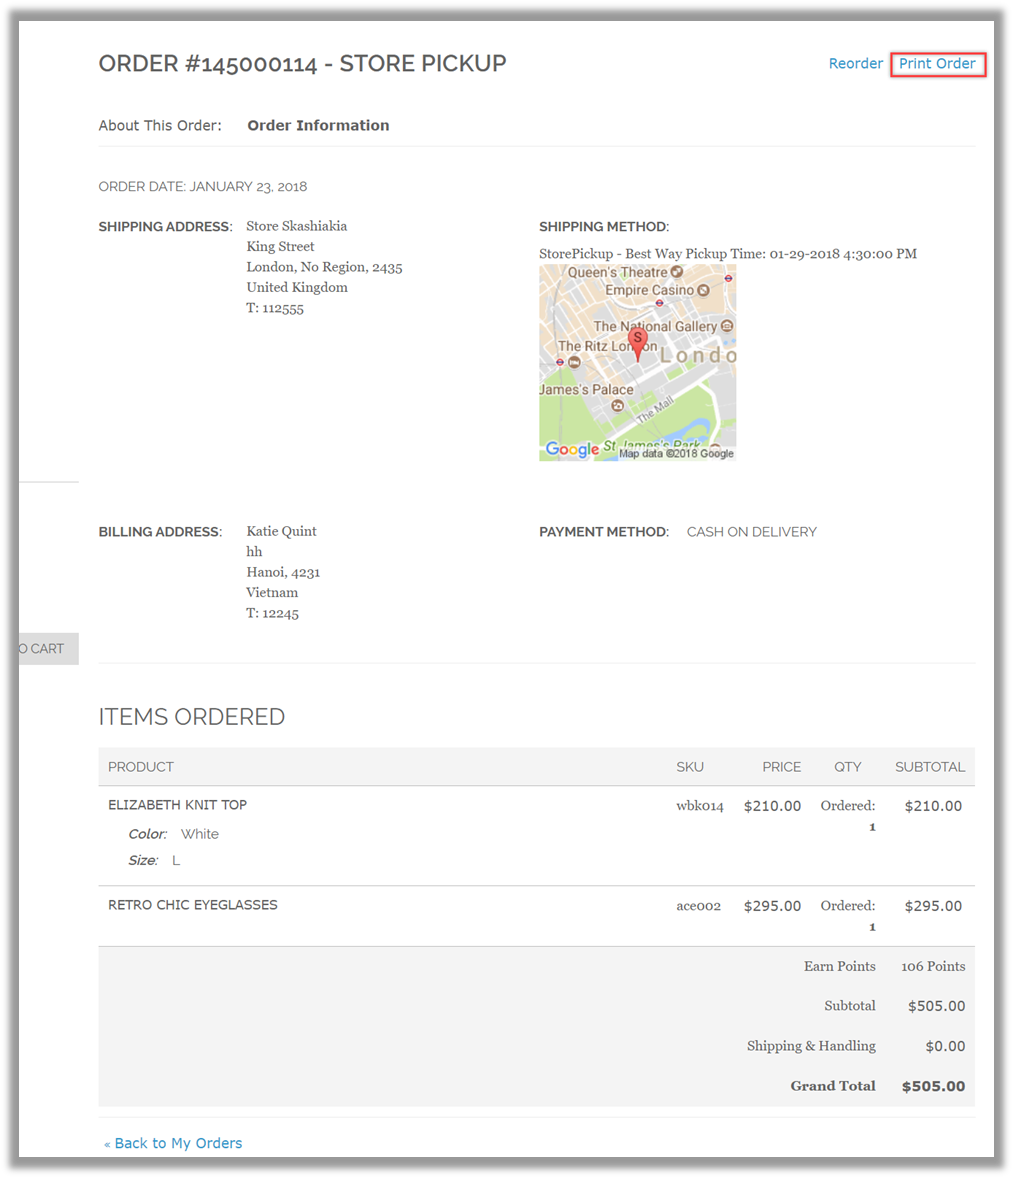 ORDER #145000114 - STORE PICKUP
Reorder Print Order
About This Order: Order Information
ORDER DATE: JANUARY 23, 2018
SHIPPING ADDRESS: Store Skashiakia
King Street
London, No Region, 2435
United Kingdom
T: 112555
SHIPPING METHOD:
StorePickup - Best Way Pickup Time: 01-29-2018 4:30:00 PM
Queen's Theatre
Empire Casino
The National Gallery
S
The Ritz London
Londo
James's Palace
The Mall
St James's Park
Google
Map data ©2018 Google
BILLING ADDRESS: Katie Quint
hh
Hanoi, 4231
Vietnam
T: 12245
PAYMENT METHOD: CASH ON DELIVERY
O CART
ITEMS ORDERED
PRODUCT SKU PRICE QTY SUBTOTAL
ELIZABETH KNIT TOP wbk014 $210.00 Ordered: $210.00
1
Color: White
Size: L
RETRO CHIC EYEGLASSES ace002 $295.00 Ordered: $295.00
1
Earn Points 106 Points
Subtotal $505.00
Shipping & Handling $0.00
Grand Total $505.00
« Back to My Orders